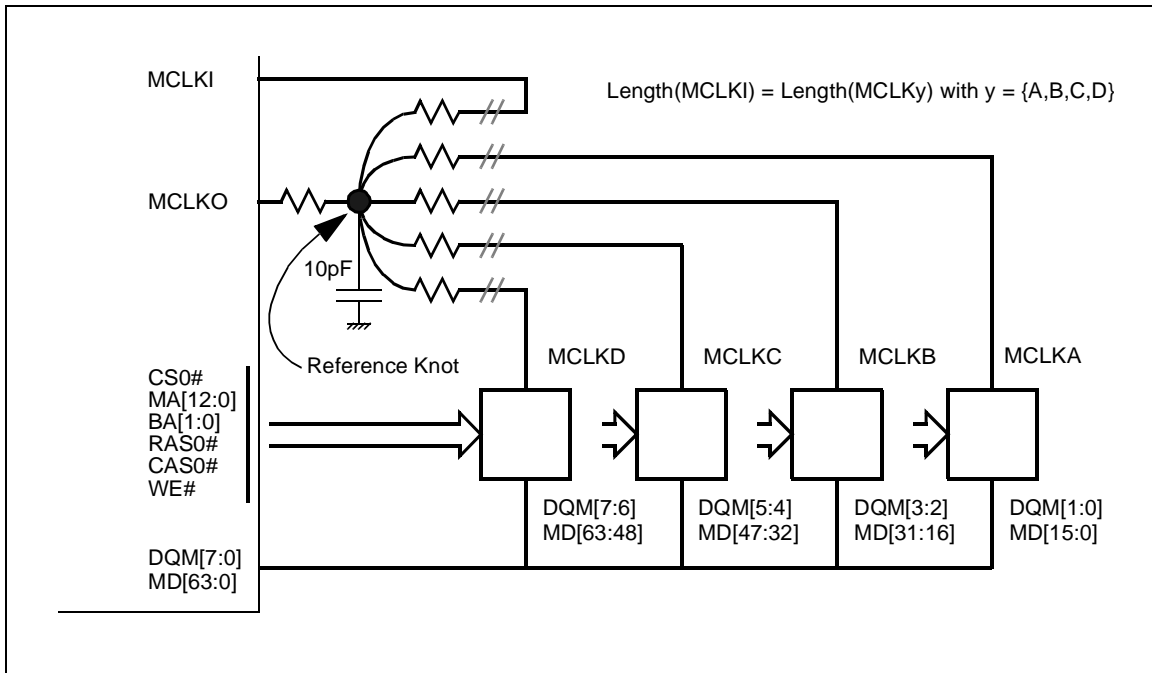 MCLKI
Length(MCLKI) = Length(MCLKy) with y = {A,B,C,D}
MCLKO
10pF
Reference Knot
MCLKD
MCLKC
MCLKB
MCLKA
CS0#
MA[12:0]
BA[1:0]
RAS0#
CAS0#
WE#
DQM[7:6]
MD[63:48]
DQM[5:4]
MD[47:32]
DQM[3:2]
MD[31:16]
DQM[1:0]
MD[15:0]
DQM[7:0]
MD[63:0]